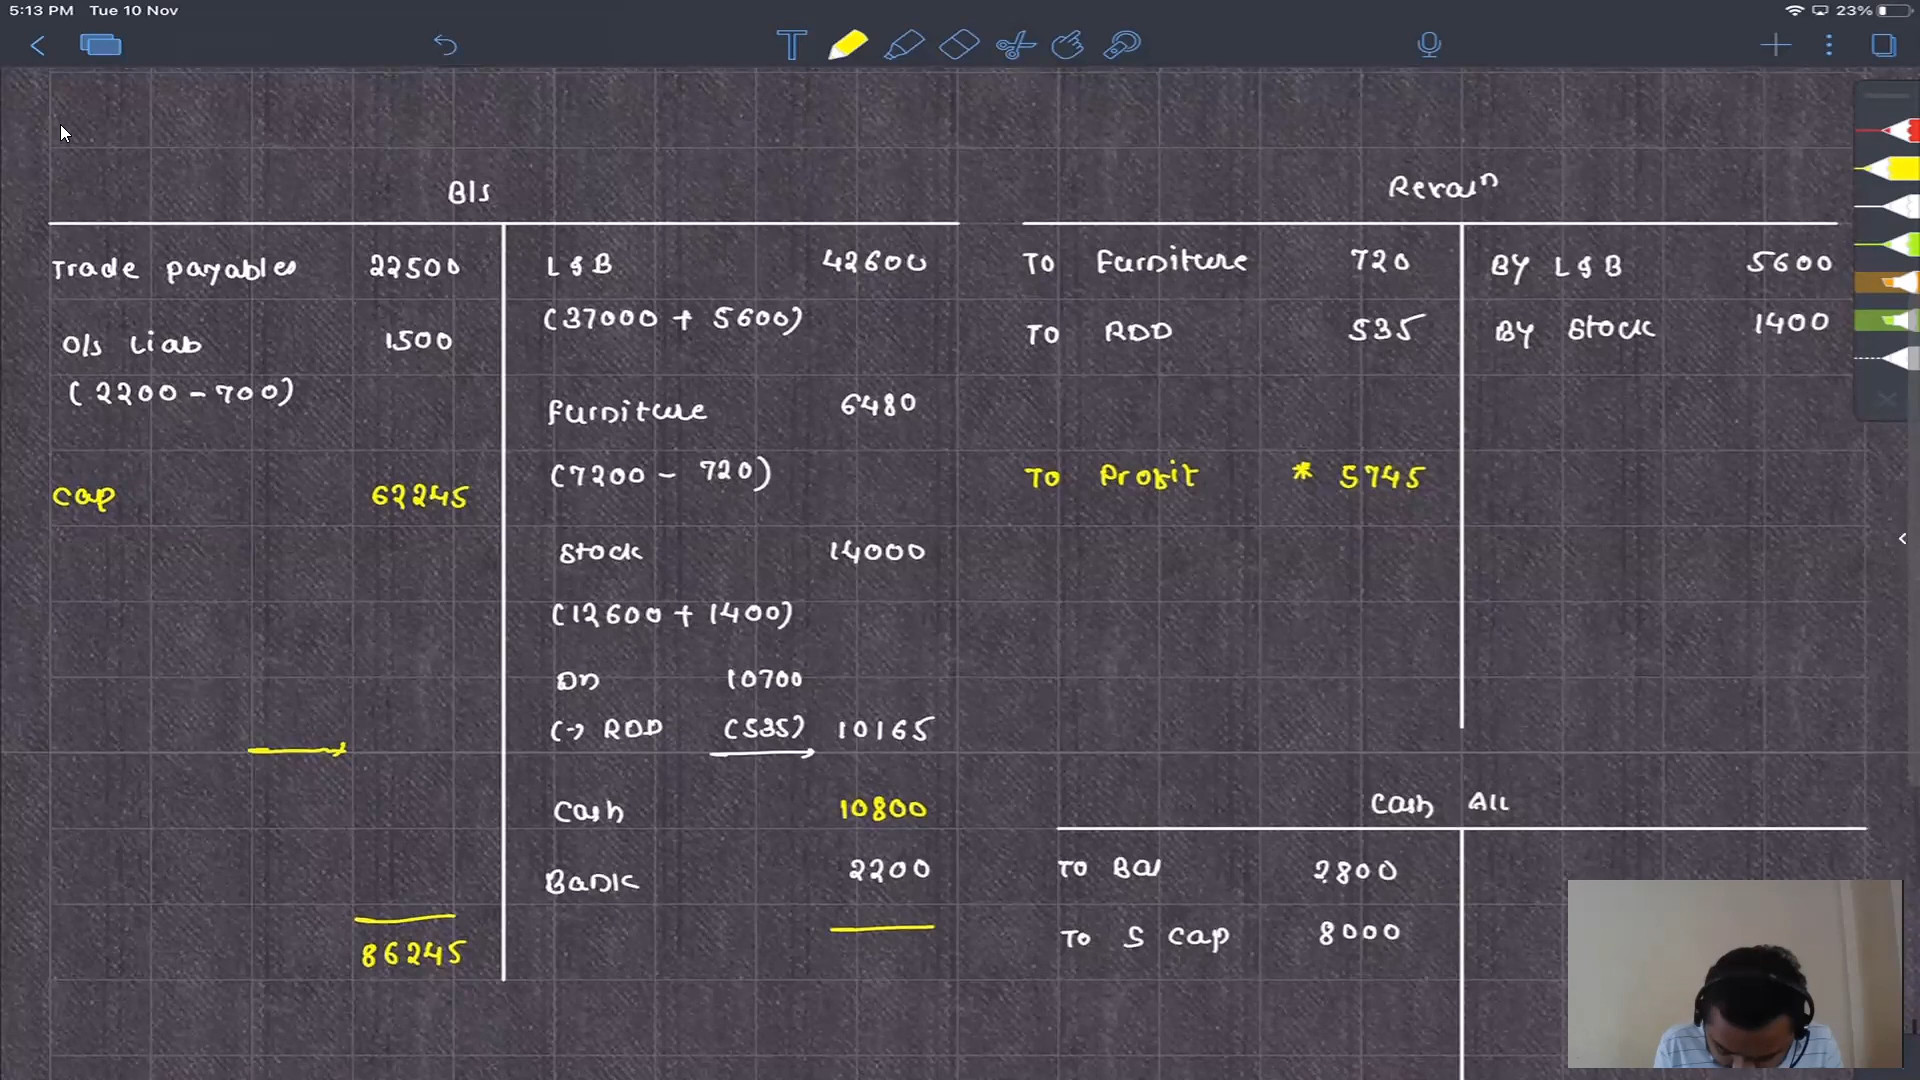 5:13 PM Tue 10 Nov
23%
B/s
Trade payables 22500
O/s Liab 1500
(2200 - 700)
Cap 62245
86245
L & B 42600
(37000 + 5600)
Furniture 6480
(7200 - 720)
Stock 14000
(12600 + 1400)
Drs 10700
(-) RDD (535) 10165
Cash 10800
Bank 2200
Revaln
To Furniture 720
To RDD 535
To Profit * 5745
By L & B 5600
By Stock 1400
Cash A/c
To Bal 2800
To S Cap 8000